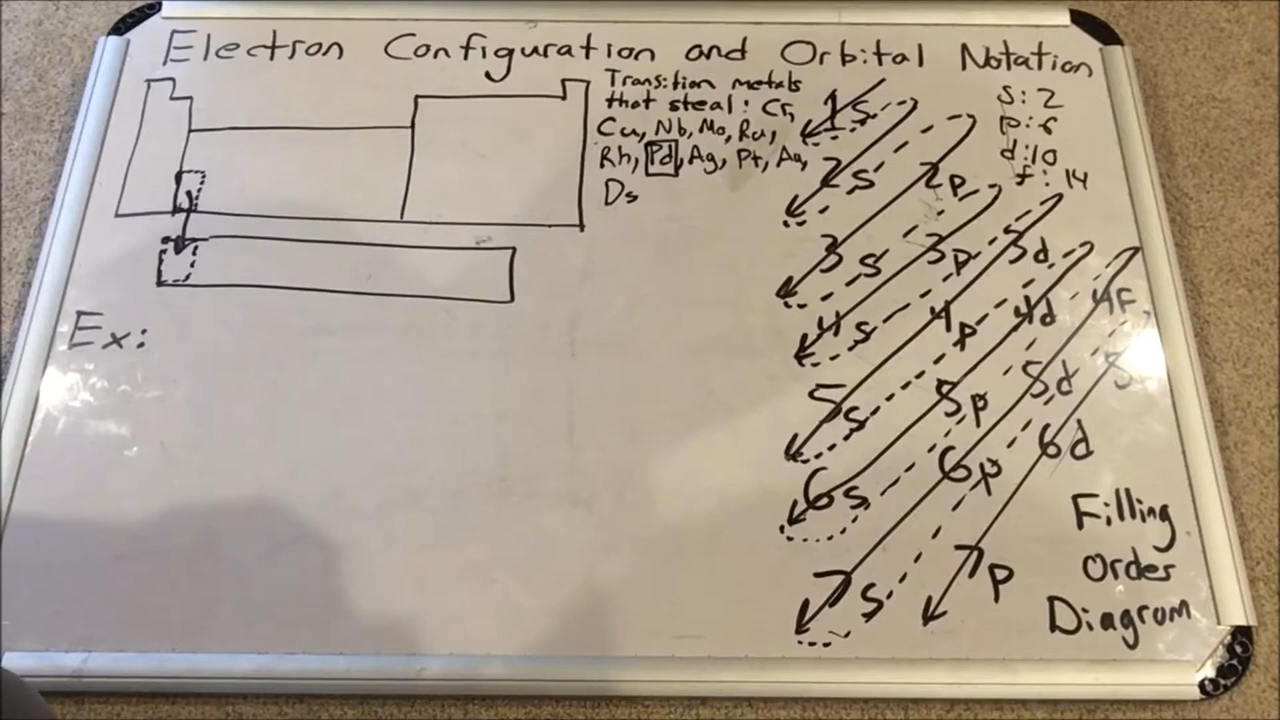 Electron Configuration and Orbital Notation
Transition metals
that steal: Cr,
Cu, Nb, Mo, Ru,
Rh, Pd, Ag, Pt, Au,
Ds
s: 2
p: 6
d: 10
f: 14
1s
2s 2p
3s 3p 3d
4s 4p 4d 4f
5s 5p 5d
6s 6p 6d
7s 7p
Filling
Order
Diagram
Ex: